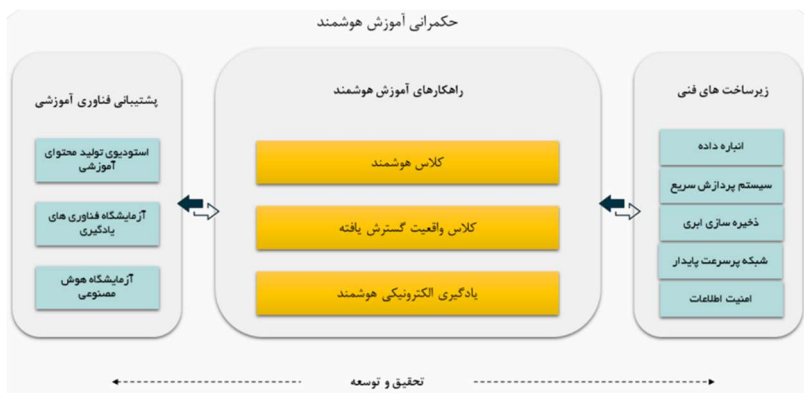 حکمرانی آموزش هوشمند
زیرساخت های فنی
انباره داده
سیستم پردازش سریع
ذخیره سازی ابری
شبکه پرسرعت پایدار
امنیت اطلاعات
راهکارهای آموزش هوشمند
کلاس هوشمند
کلاس واقعیت گسترش یافته
یادگیری الکترونیکی هوشمند
پشتیبانی فناوری آموزشی
استودیوی تولید محتوای
آموزشی
آزمایشگاه فناوری های
یادگیری
آزمایشگاه هوش
مصنوعی
تحقیق و توسعه